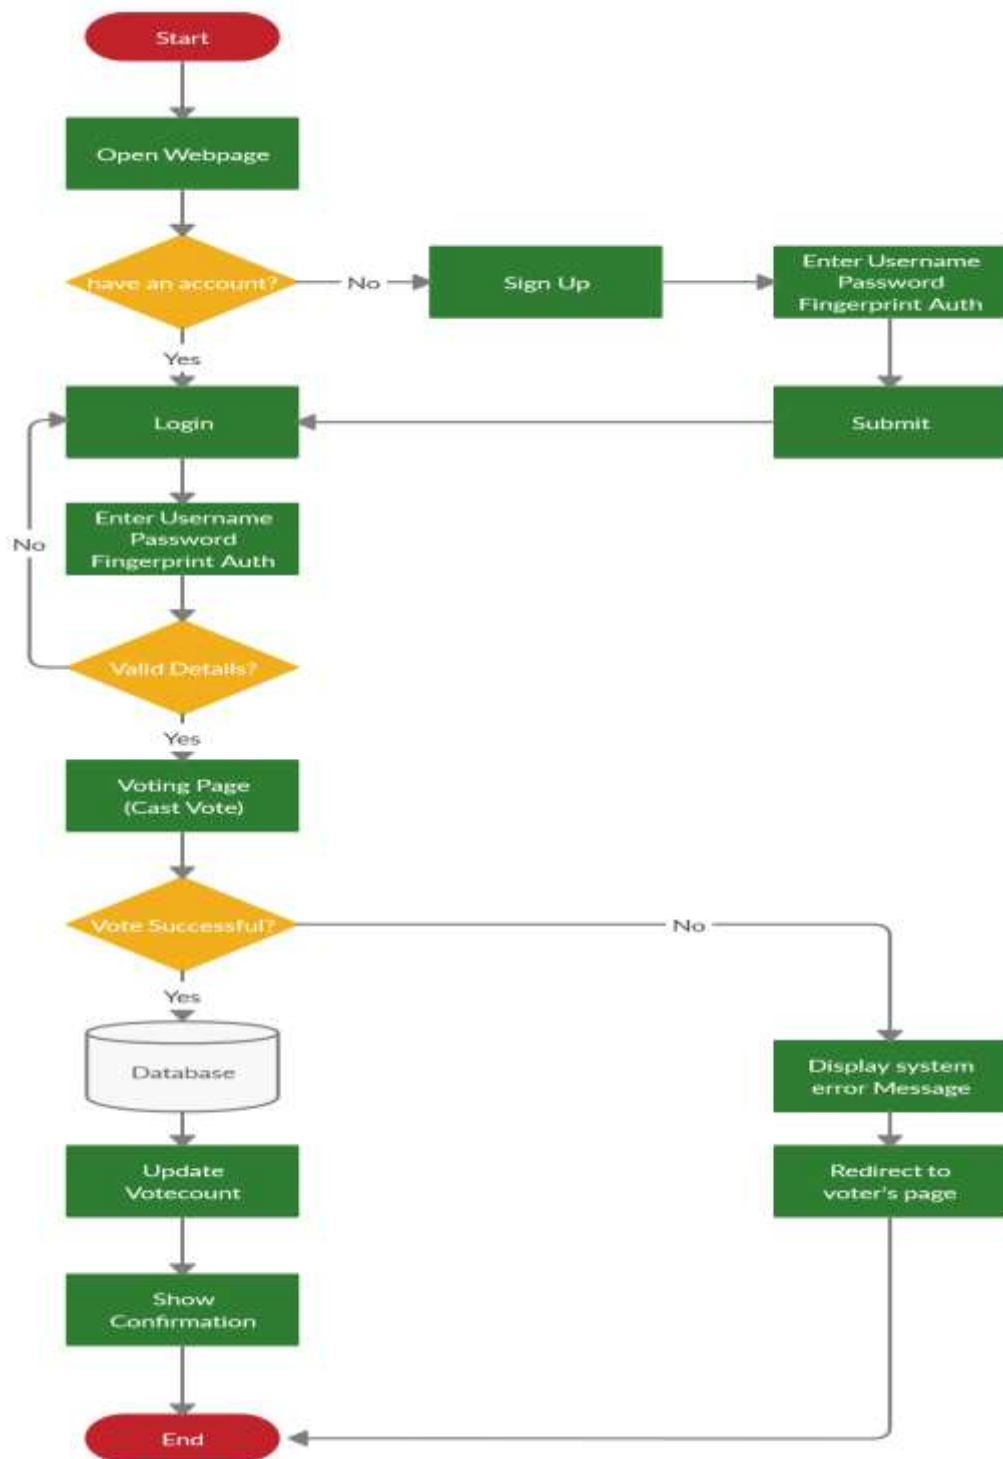 Start
Open Webpage
have an account?
No
Sign Up
Enter Username
Password
Fingerprint Auth
Yes
Login
Submit
Enter Username
Password
Fingerprint Auth
No
Valid Details?
Yes
Voting Page
(Cast Vote)
Vote Successful?
No
Yes
Database
Display system
error Message
Update
Votecount
Redirect to
voter's page
Show
Confirmation
End